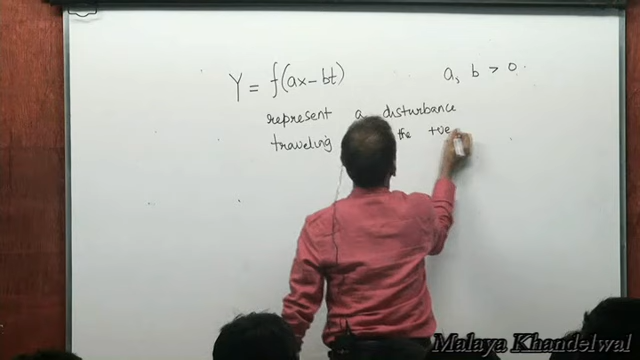 Y = f(ax - bt) a, b > 0
represent a disturbance
traveling the +ve
Malaya Khandelwal